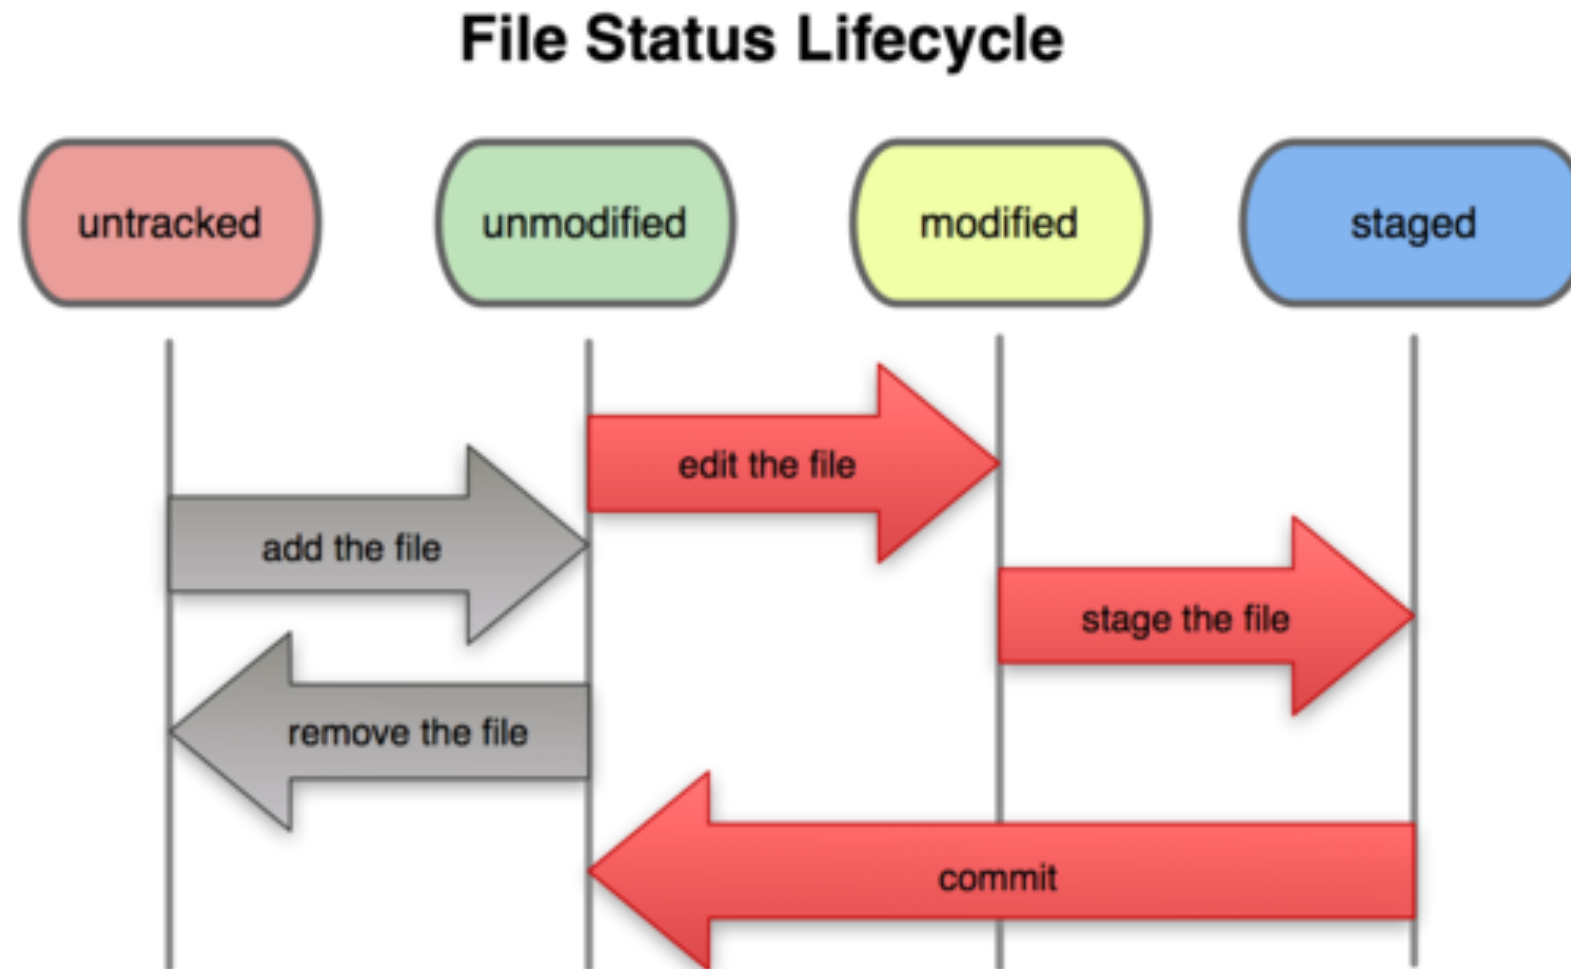 File Status Lifecycle
untracked
unmodified
modified
staged
edit the file
add the file
stage the file
remove the file
commit